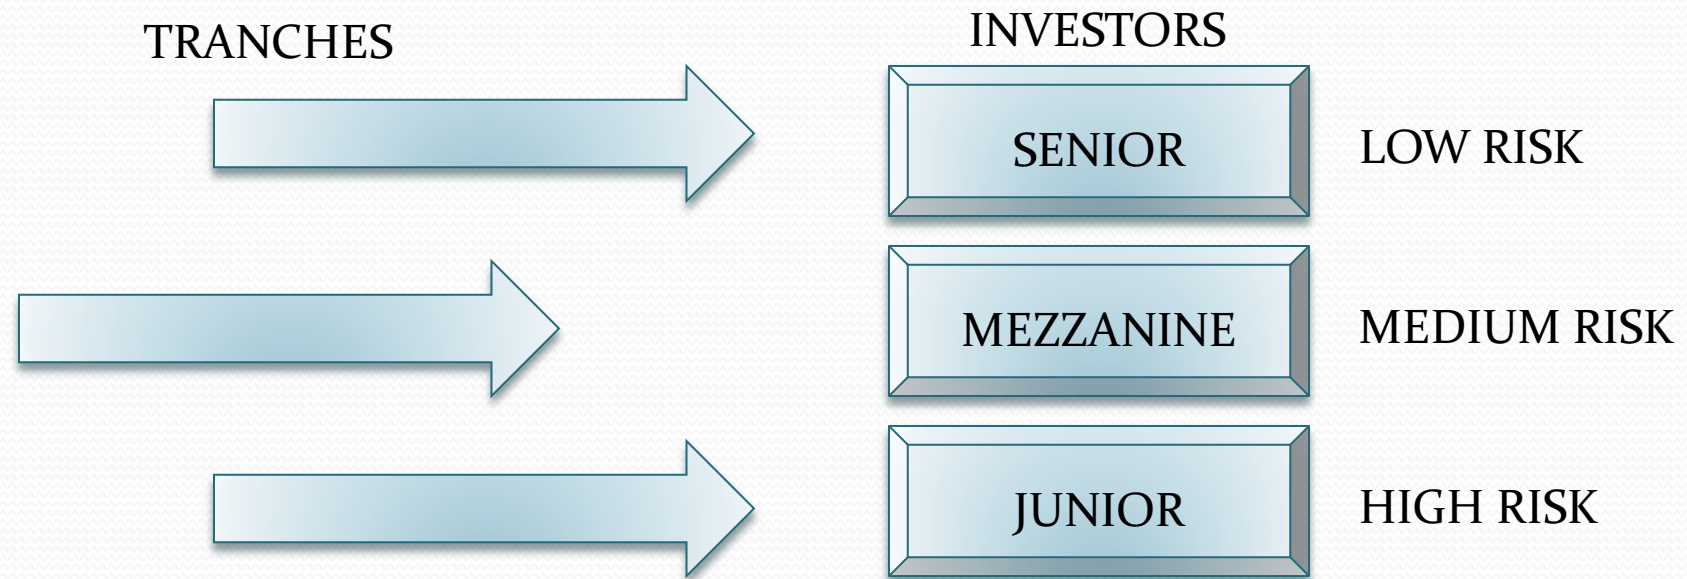 TRANCHES
INVESTORS
SENIOR
LOW RISK
MEZZANINE
MEDIUM RISK
JUNIOR
HIGH RISK